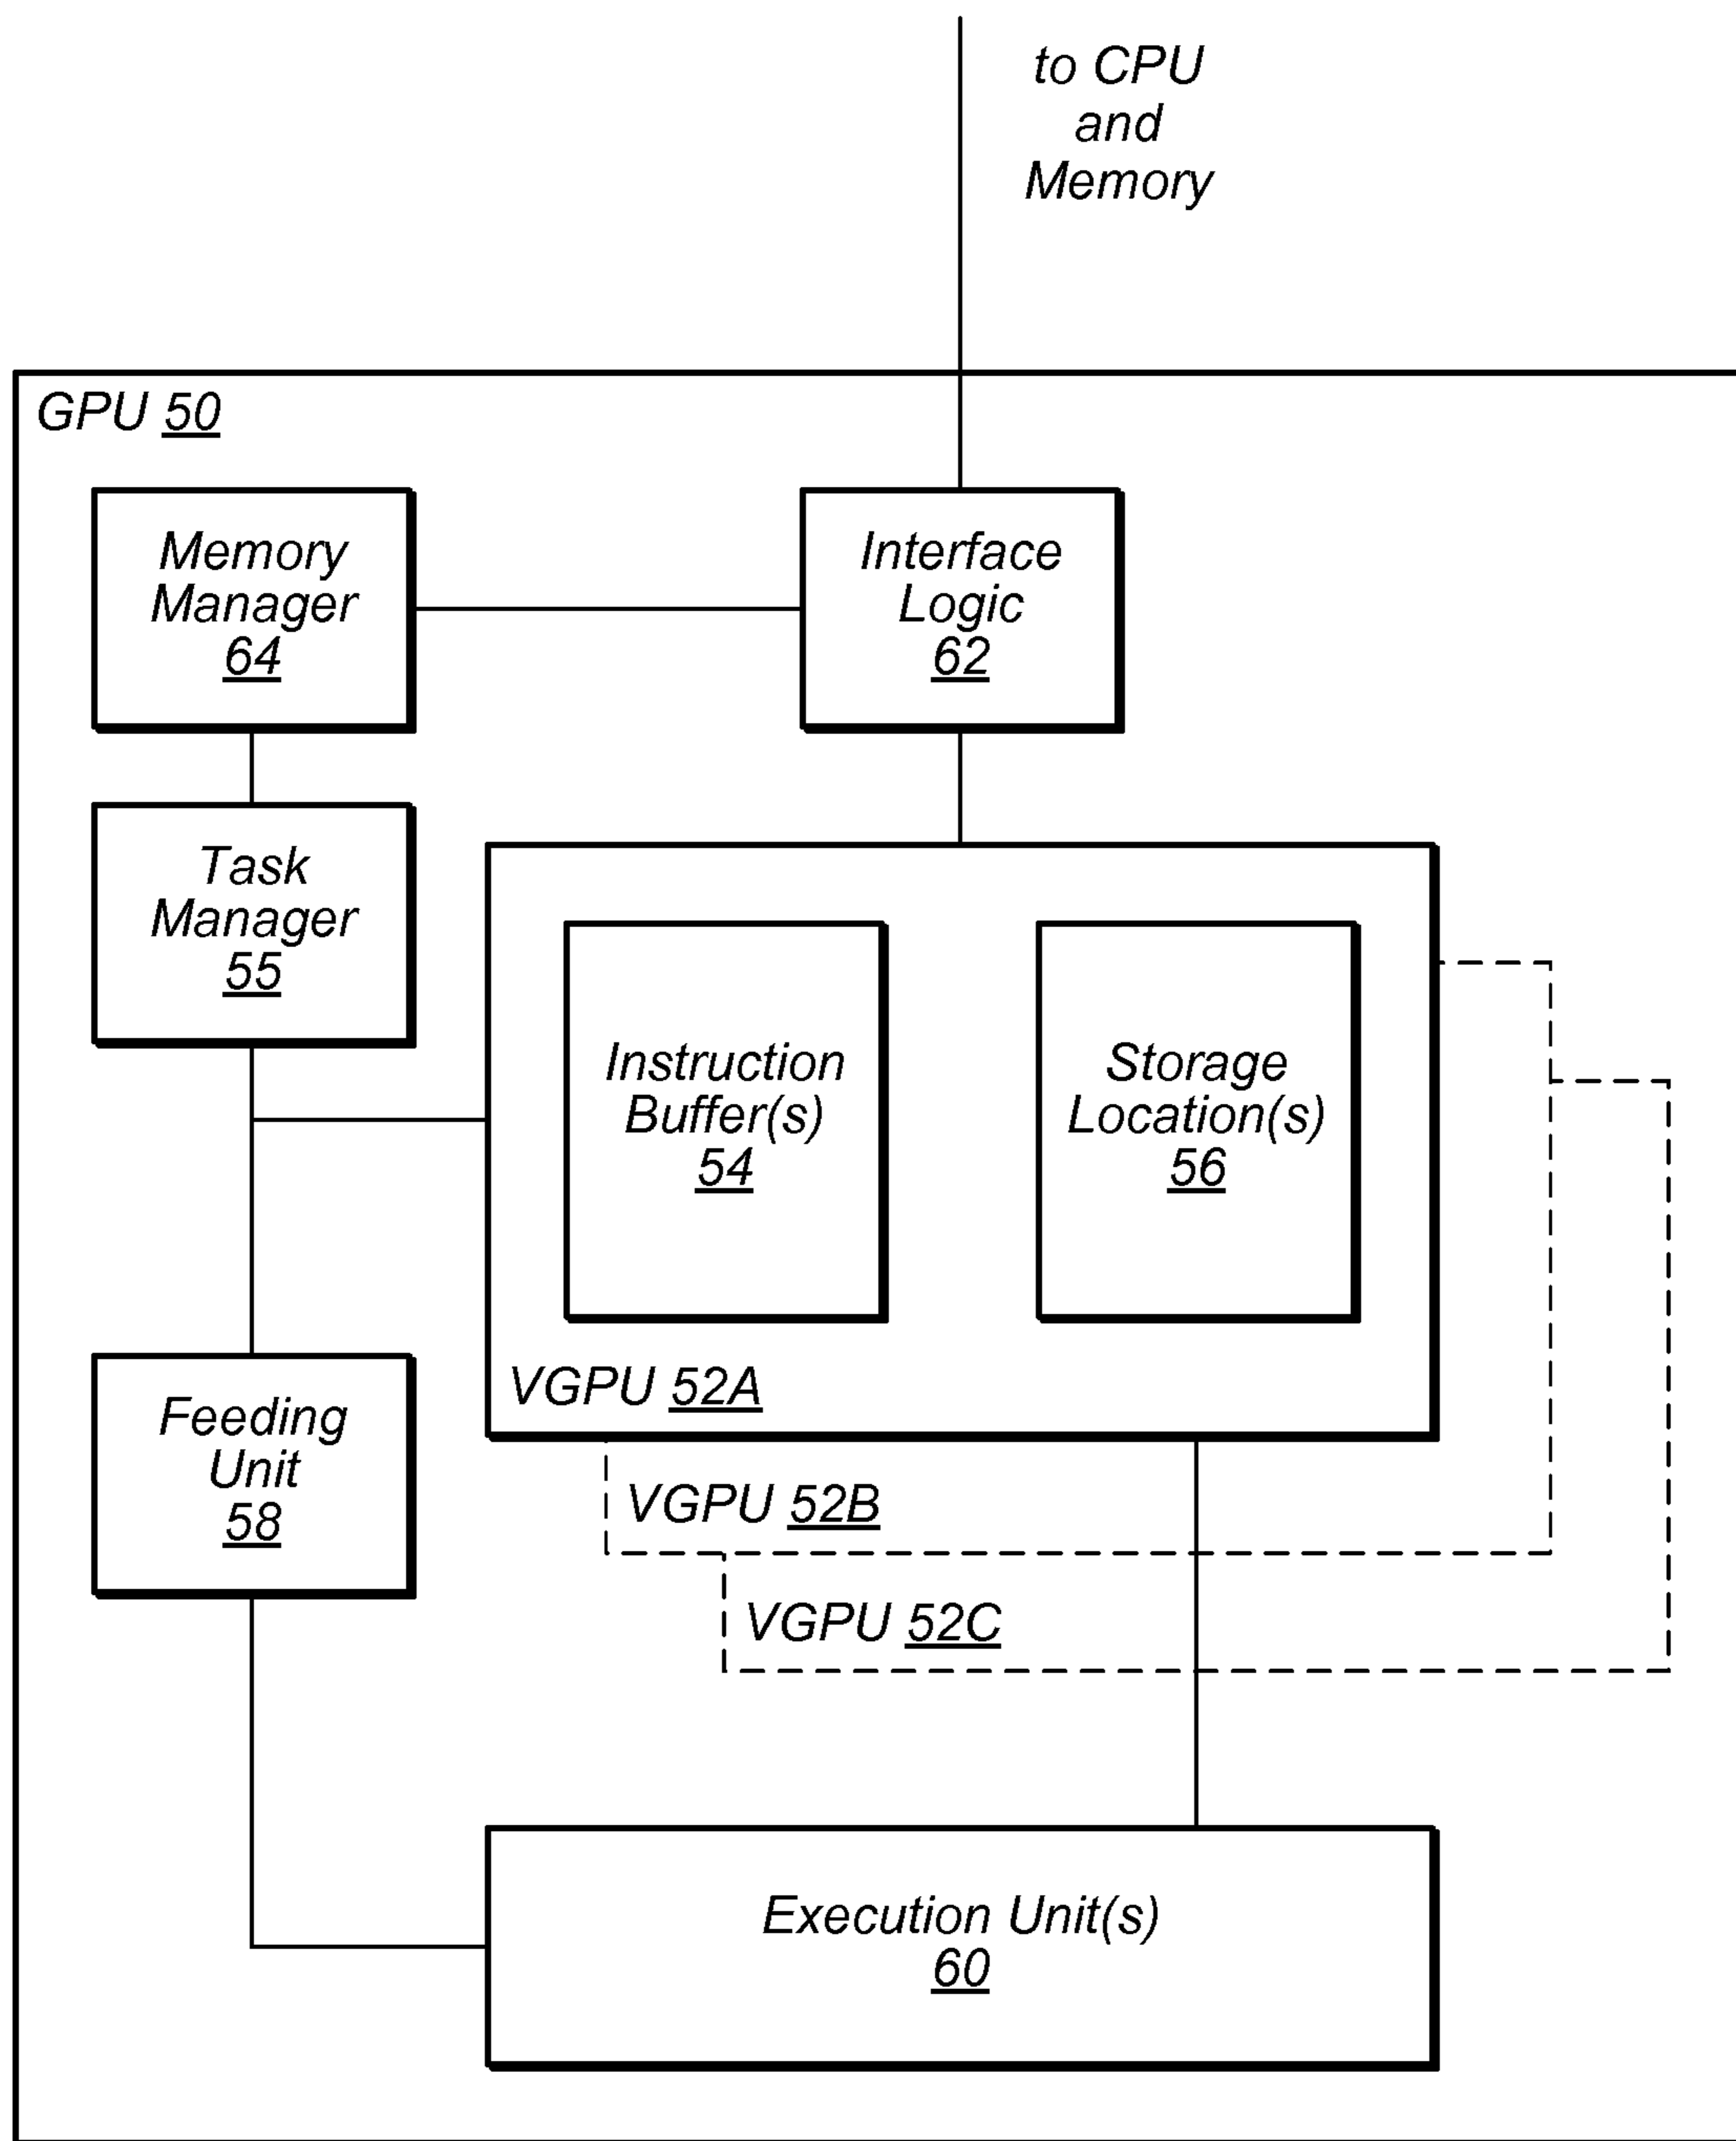 to CPU
and
Memory
GPU 50
Memory
Manager
64
Interface
Logic
62
Task
Manager
55
Instruction
Buffer(s)
54
Storage
Location(s)
56
VGPU 52A
Feeding
Unit
58
VGPU 52B
VGPU 52C
Execution Unit(s)
60